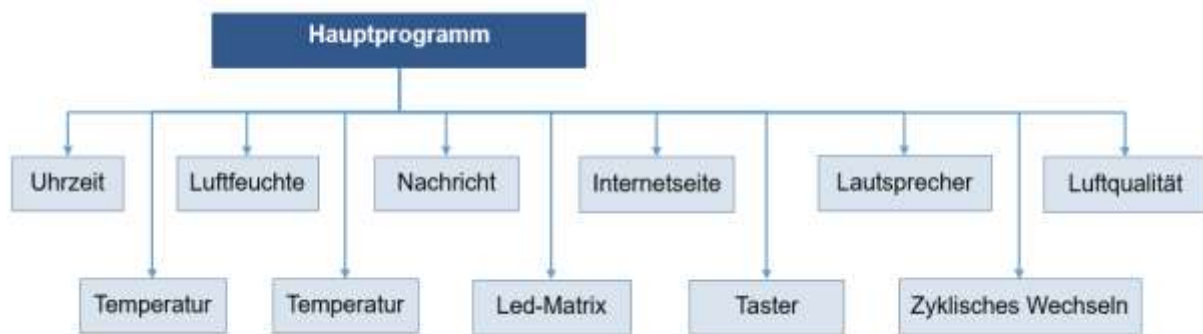 Hauptprogramm
Uhrzeit
Luftfeuchte
Nachricht
Internetseite
Lautsprecher
Luftqualität
Temperatur
Temperatur
Led-Matrix
Taster
Zyklisches Wechseln